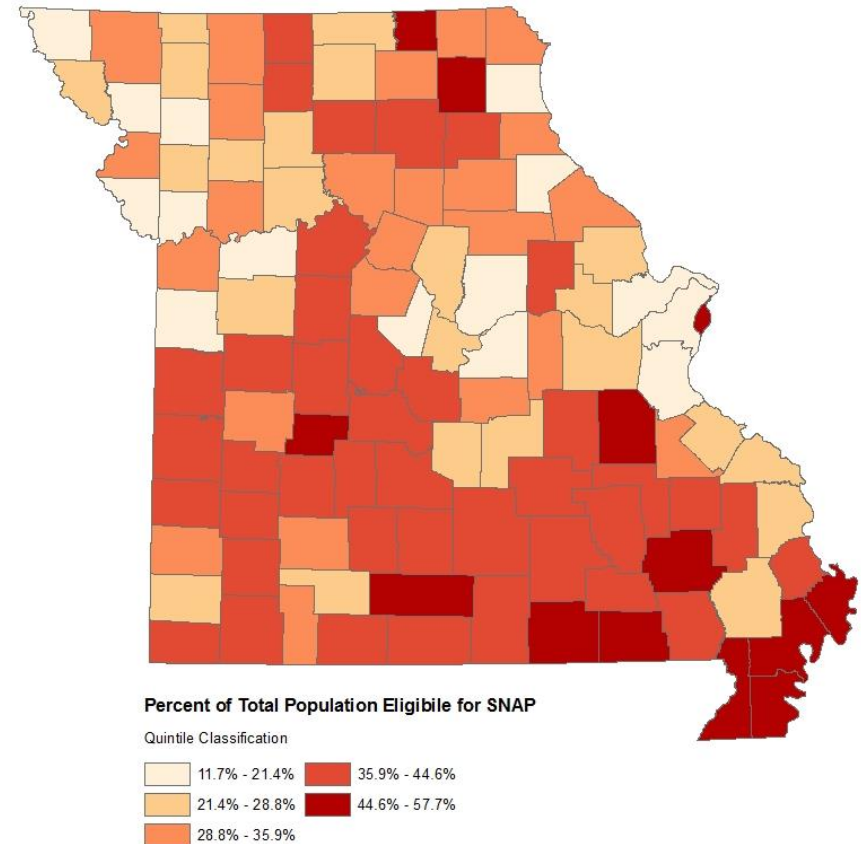 Percent of Total Population Eligibile for SNAP
Quintile Classification
11.7% - 21.4%
21.4% - 28.8%
28.8% - 35.9%
35.9% - 44.6%
44.6% - 57.7%